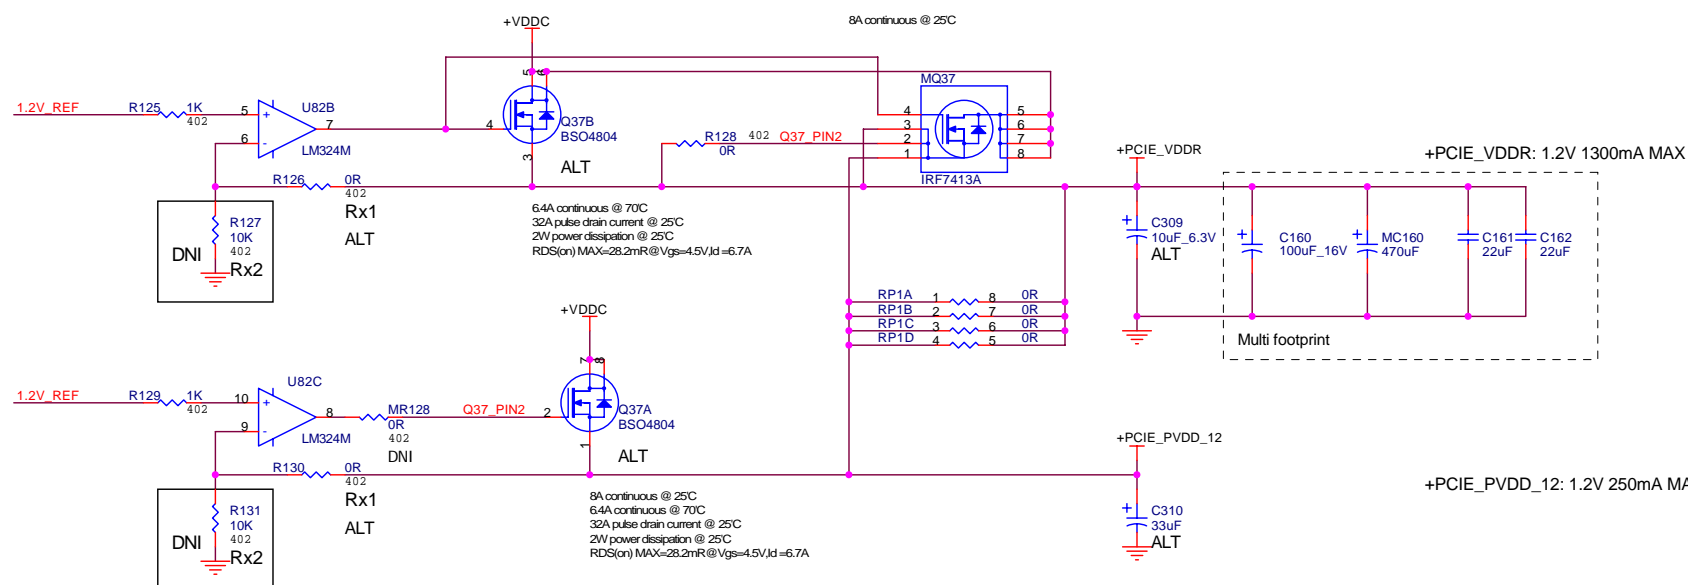 +VDDC
8A continuous @ 25'C
MQ37
1.2V_REF
R125
1K
402
5
6
+
-
U82B
7
LM324M
4
5
6
3
Q37B
BSO4804
ALT
R128
402
0R
Q37_PIN2
4
3
2
1
5
6
7
8
IRF7413A
+PCIE_VDDR
+PCIE_VDDR: 1.2V 1300mA MAX
R126
0R
402
Rx1
ALT
R127
10K
402
DNI
Rx2
6.4A continuous @ 70'C
32A pulse drain current @ 25'C
2W power dissipation @ 25'C
RDS(on) MAX=28.2mR@Vgs=4.5V,Id=6.7A
C309
10uF_6.3V
ALT
C160
100uF_16V
MC160
470uF
C161
22uF
C162
22uF
Multi footprint
RP1A 1 8 0R
RP1B 2 7 0R
RP1C 3 6 0R
RP1D 4 5 0R
+VDDC
1.2V_REF
R129
1K
402
10
9
+
-
U82C
8
LM324M
MR128
0R
402
DNI
Q37_PIN2
2
7
8
1
Q37A
BSO4804
ALT
+PCIE_PVDD_12
R130
0R
402
Rx1
ALT
R131
10K
402
DNI
Rx2
8A continuous @ 25'C
6.4A continuous @ 70'C
32A pulse drain current @ 25'C
2W power dissipation @ 25'C
RDS(on) MAX=28.2mR@Vgs=4.5V,Id=6.7A
C310
33uF
ALT
+PCIE_PVDD_12: 1.2V 250mA MA